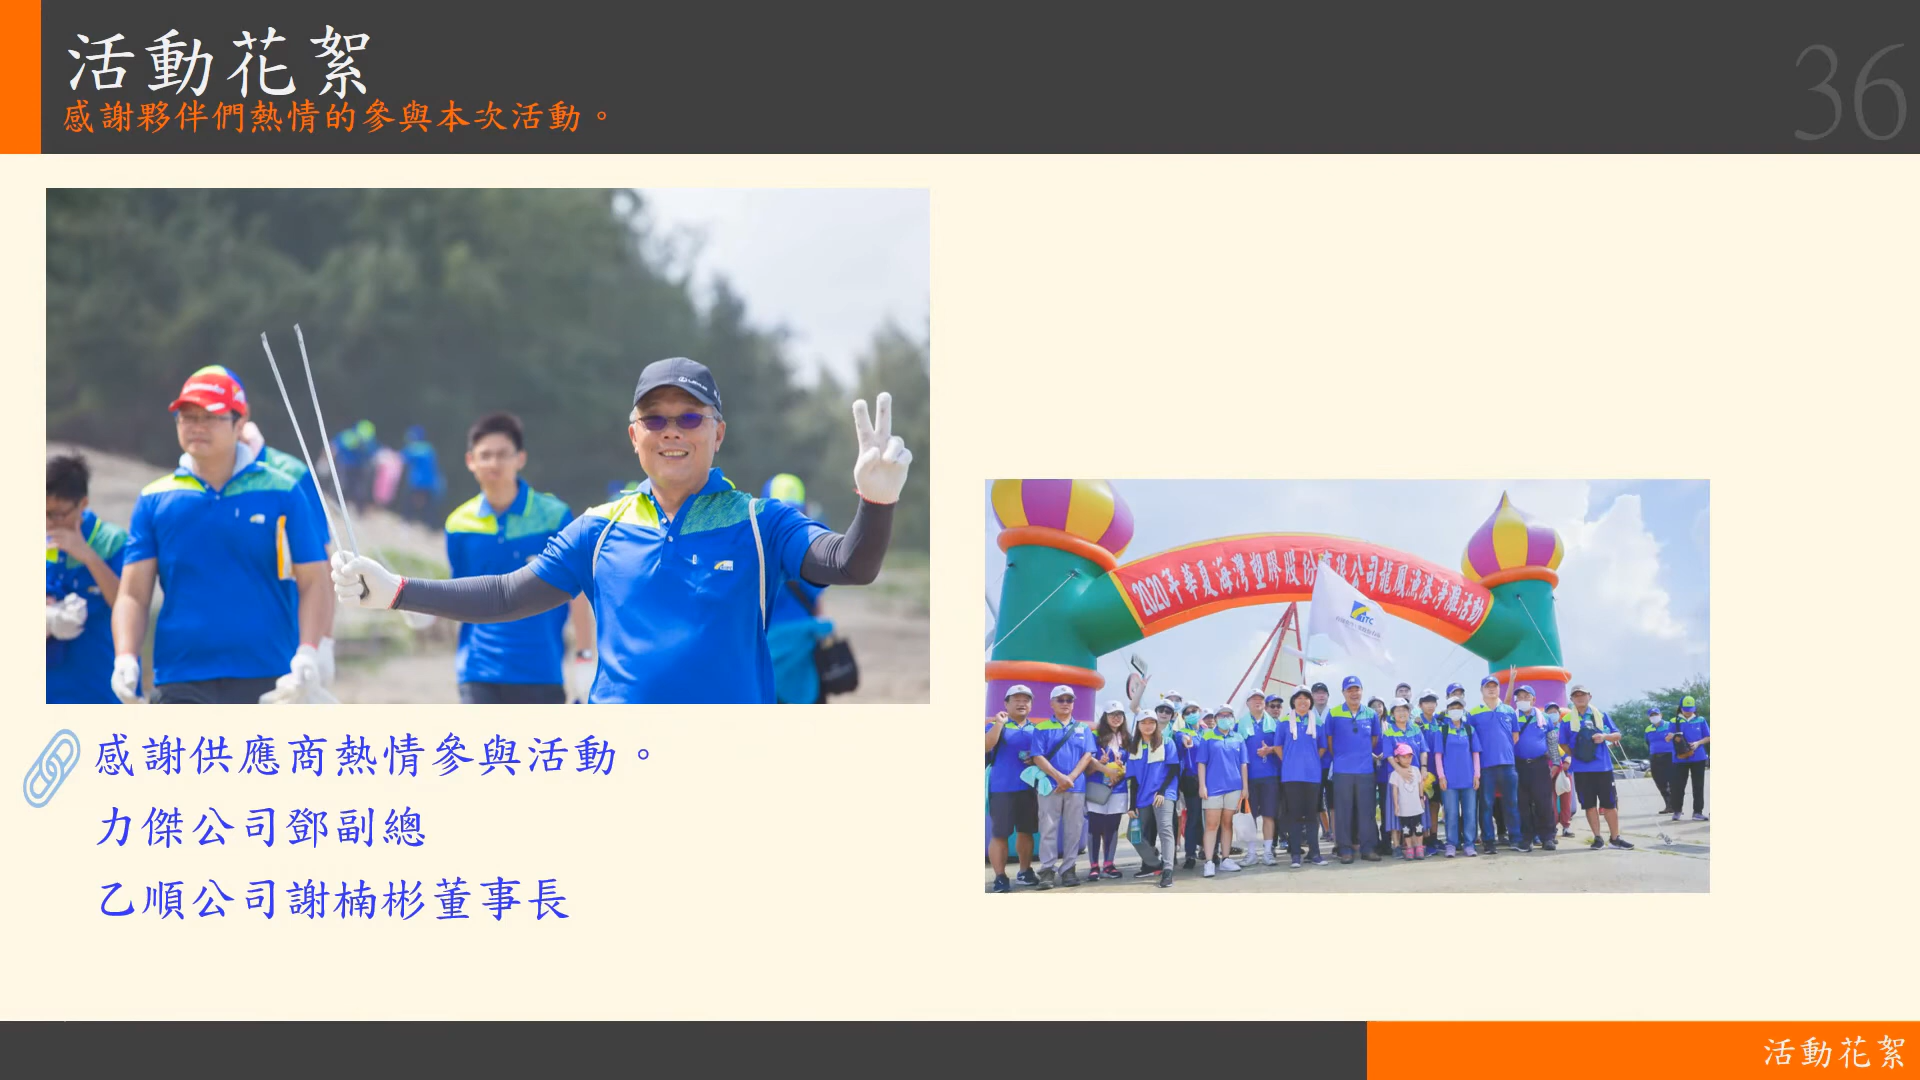 活動花絮
感謝夥伴們熱情的參與本次活動。
36
2020年華夏海灣塑膠股份有限公司龍鳳漁港淨灘活動
TTC
感謝供應商熱情參與活動。
力傑公司鄧副總
乙順公司謝楠彬董事長
活動花絮